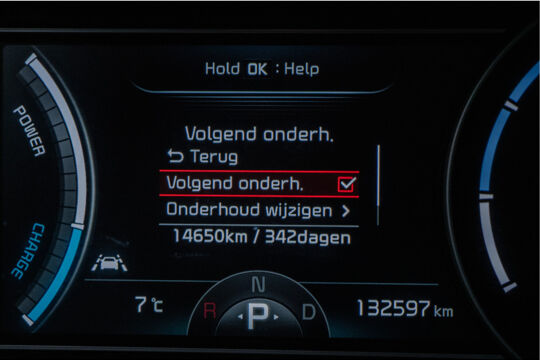 Hold OK : Help
Volgend onderh.
Terug
Volgend onderh.
Onderhoud wijzigen >
14650km / 342dagen
POWER
CHARGE
N
R P D
7°C
132597 km